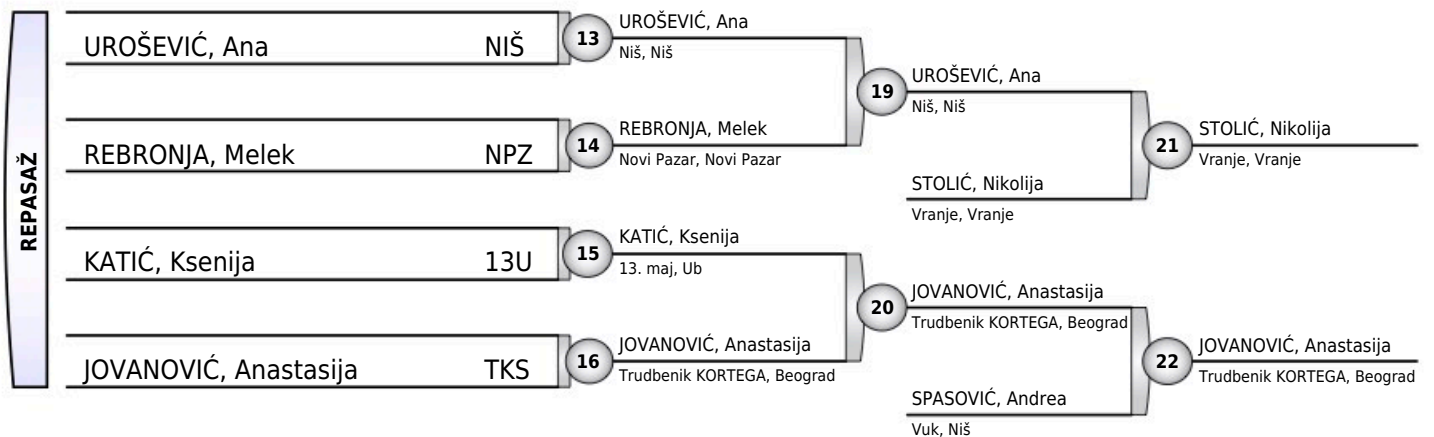 REPASAŽ
UROŠEVIĆ, Ana NIŠ
13
UROŠEVIĆ, Ana
Niš, Niš
REBRONJA, Melek NPZ
14
REBRONJA, Melek
Novi Pazar, Novi Pazar
19
UROŠEVIĆ, Ana
Niš, Niš
STOLIĆ, Nikolija
Vranje, Vranje
21
STOLIĆ, Nikolija
Vranje, Vranje
KATIĆ, Ksenija 13U
15
KATIĆ, Ksenija
13. maj, Ub
JOVANOVIĆ, Anastasija TKS
16
JOVANOVIĆ, Anastasija
Trudbenik KORTEGA, Beograd
20
JOVANOVIĆ, Anastasija
Trudbenik KORTEGA, Beograd
SPASOVIĆ, Andrea
Vuk, Niš
22
JOVANOVIĆ, Anastasija
Trudbenik KORTEGA, Beograd